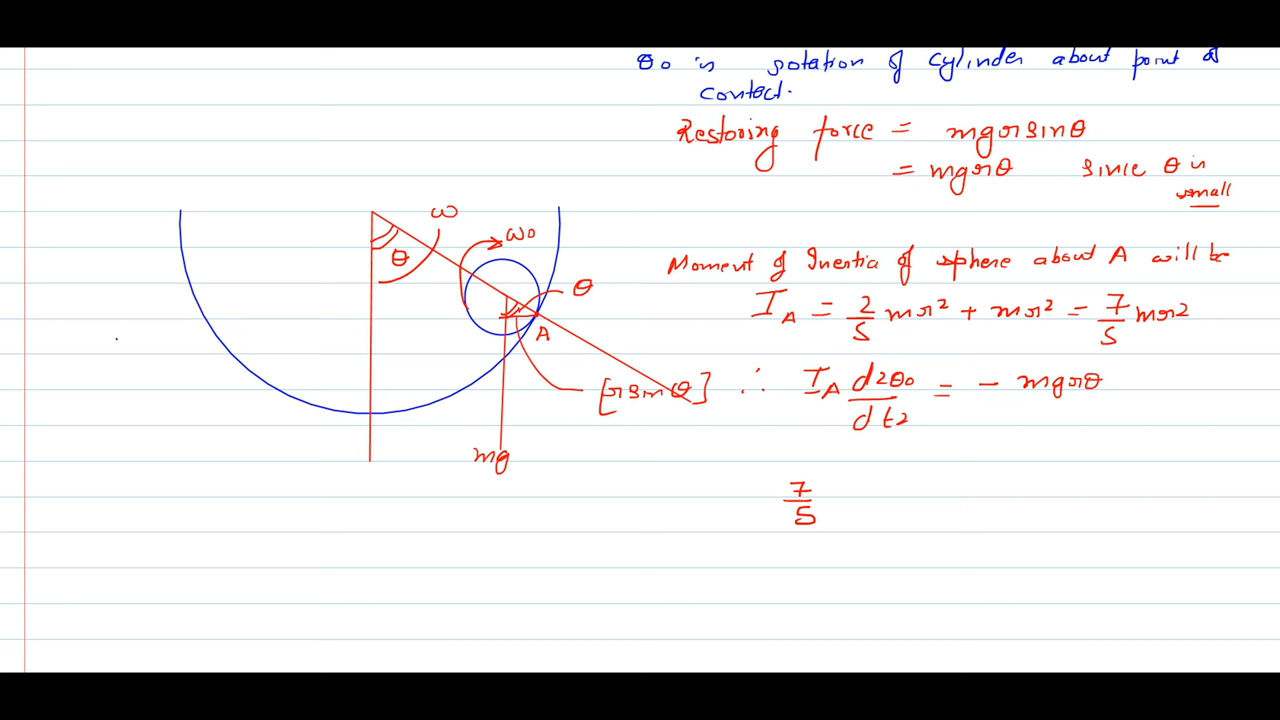 θ0 is rotation of cylinder about point of
contact.
Restoring force = mgr sinθ
= mgrθ since θ is
small
ω
ω0
θ
θ
Moment of Inertia of sphere about A will be
I_A = 2/5 mr² + mr² = 7/5 mr2
A
[r sin θ] ∴ I_A d2θ0/dt2 = - mgrθ
mg
7/5